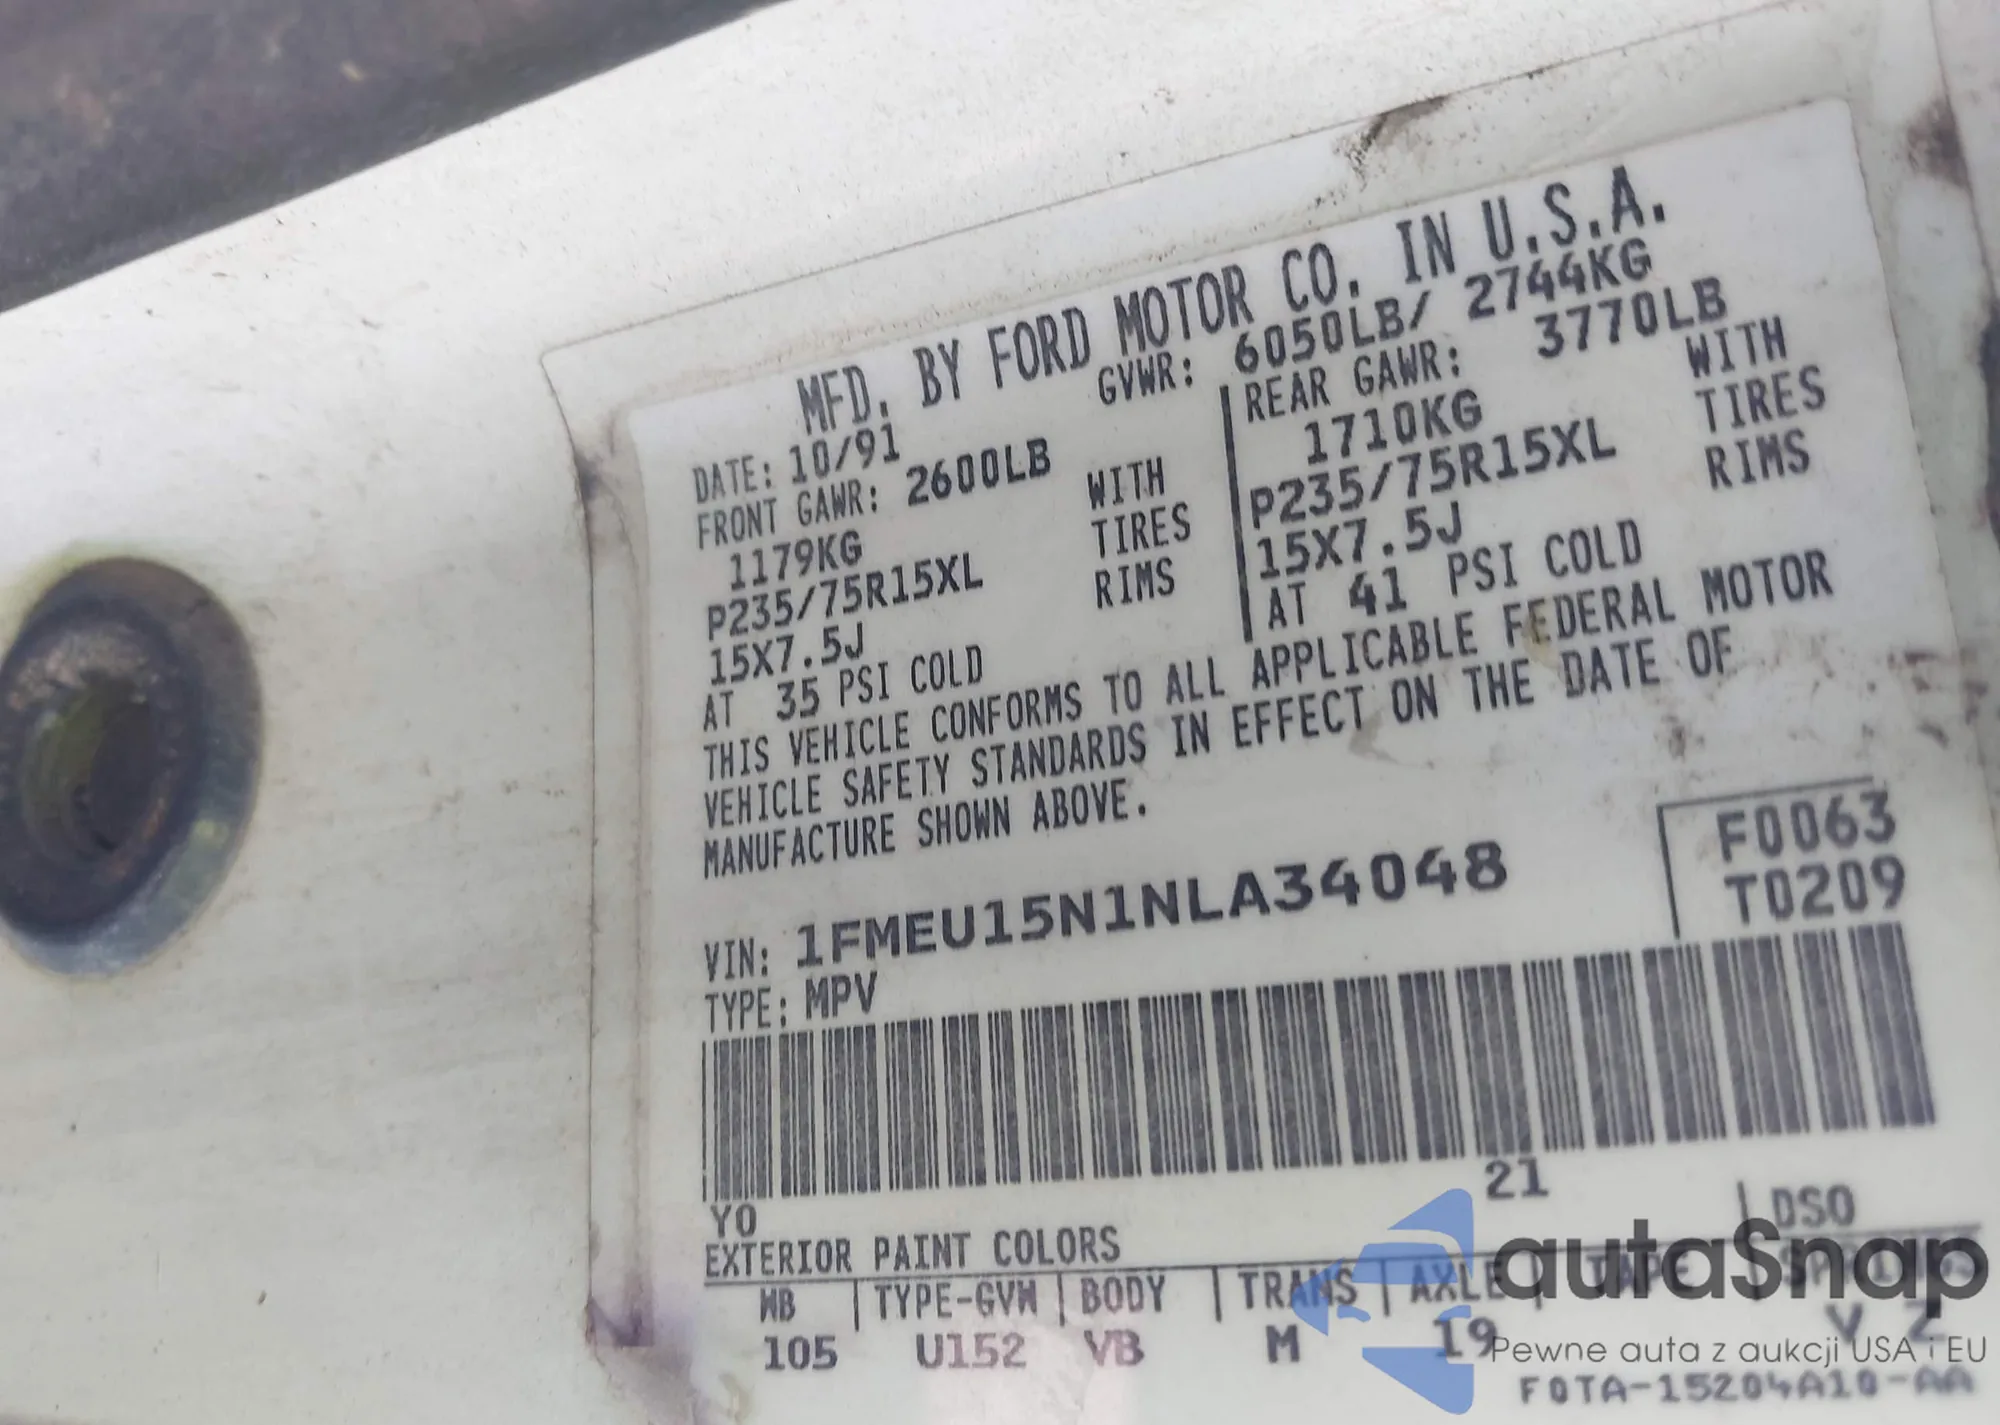 MFD. BY FORD MOTOR CO. IN U.S.A.
DATE: 10/91 GVWR: 6050LB/ 2744KG
FRONT GAWR: 2600LB REAR GAWR: 3770LB
1179KG WITH 1710KG WITH
P235/75R15XL TIRES P235/75R15XL TIRES
15X7.5J RIMS 15X7.5J RIMS
AT 35 PSI COLD AT 41 PSI COLD
THIS VEHICLE CONFORMS TO ALL APPLICABLE FEDERAL MOTOR
VEHICLE SAFETY STANDARDS IN EFFECT ON THE DATE OF
MANUFACTURE SHOWN ABOVE.
F0063
T0209
VIN: 1FMEU15N1NLA34048
TYPE: MPV
YO 21
EXTERIOR PAINT COLORS DSO
WB TYPE-GVW BODY TRANS AXLE TAPE SPRINGS
105 U152 VB M 19 V Z
F0TA-15204A10-AA
autaSnap
Pewne auta z aukcji USA i EU